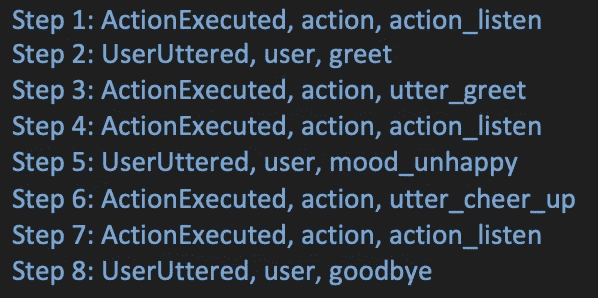 Step 1: ActionExecuted, action, action_listen
Step 2: UserUttered, user, greet
Step 3: ActionExecuted, action, utter_greet
Step 4: ActionExecuted, action, action_listen
Step 5: UserUttered, user, mood_unhappy
Step 6: ActionExecuted, action, utter_cheer_up
Step 7: ActionExecuted, action, action_listen
Step 8: UserUttered, user, goodbye